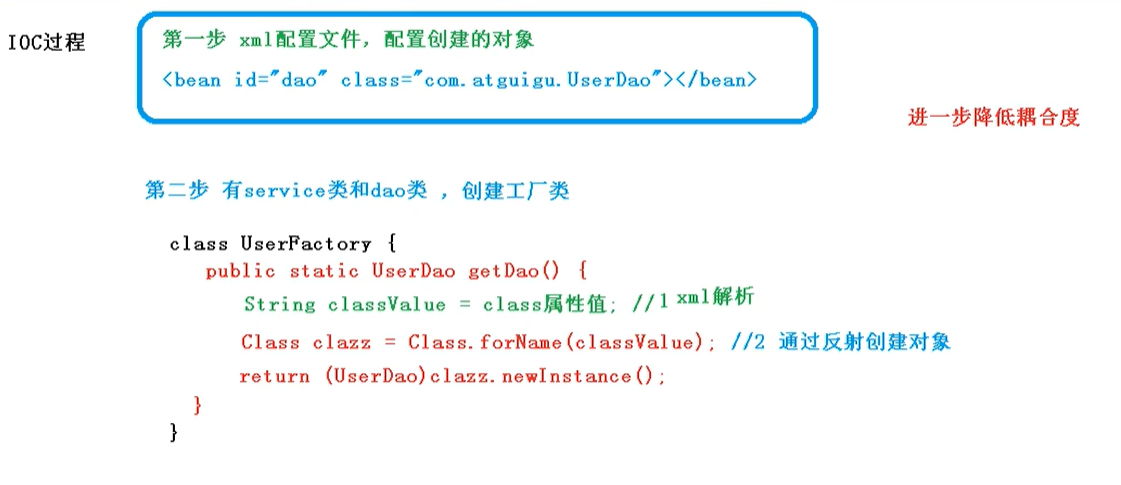 IOC过程
第一步 xml配置文件，配置创建的对象
<bean id="dao" class="com.atguigu.UserDao"></bean>
进一步降低耦合度
第二步 有service类和dao类 ，创建工厂类
class UserFactory {
public static UserDao getDao() {
String classValue = class属性值; //1 xml解析
Class clazz = Class.forName(classValue); //2 通过反射创建对象
return (UserDao)clazz.newInstance();
}
}